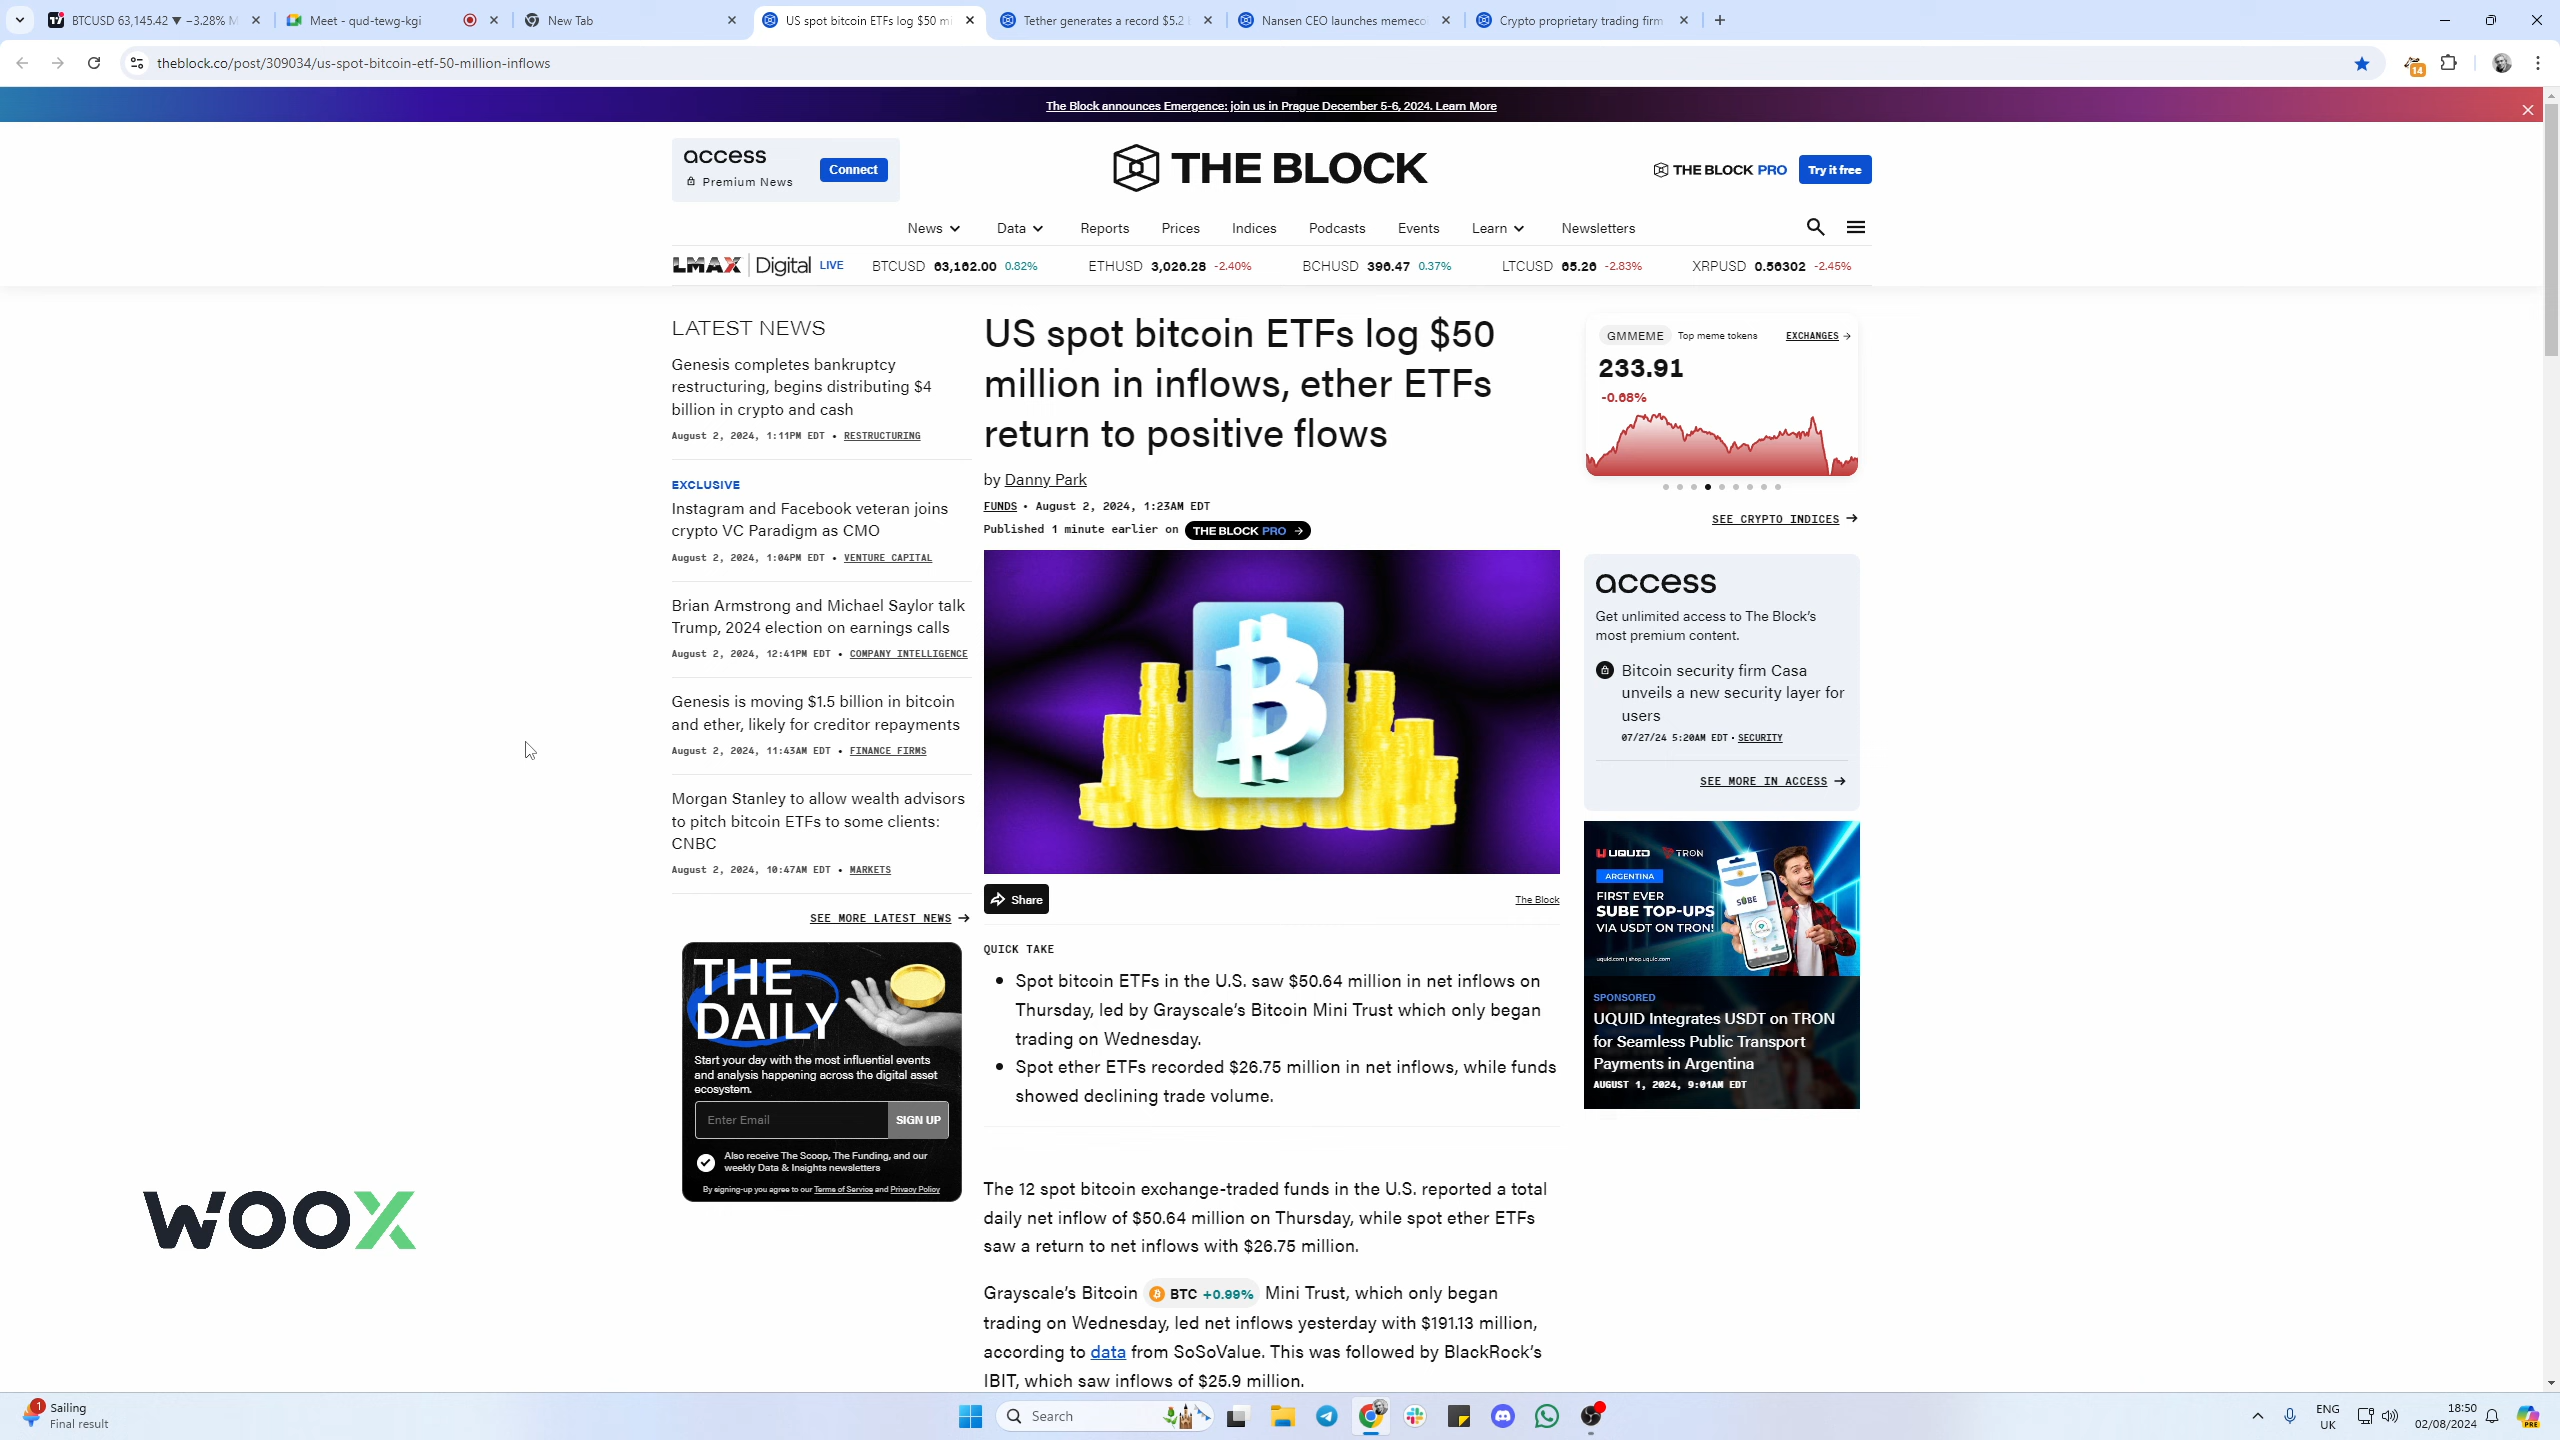 BTCUSD 63,145.42 ▼ −3.28% M
Meet - qud-tewg-kgi
New Tab
US spot bitcoin ETFs log $50 mi
Tether generates a record $5.2 b
Nansen CEO launches memeco
Crypto proprietary trading firm
theblock.co/post/309034/us-spot-bitcoin-etf-50-million-inflows
14
The Block announces Emergence: join us in Prague December 5-6, 2024. Learn More
access
Premium News
Connect
THE BLOCK
THE BLOCK PRO
Try it free
News
Data
Reports
Prices
Indices
Podcasts
Events
Learn
Newsletters
LMAX Digital LIVE
BTCUSD 63,162.00 0.82%
ETHUSD 3,026.28 -2.40%
BCHUSD 396.47 0.37%
LTCUSD 65.26 -2.83%
XRPUSD 0.56302 -2.45%
LATEST NEWS
Genesis completes bankruptcy
restructuring, begins distributing $4
billion in crypto and cash
August 2, 2024, 1:11PM EDT • RESTRUCTURING
EXCLUSIVE
Instagram and Facebook veteran joins
crypto VC Paradigm as CMO
August 2, 2024, 1:04PM EDT • VENTURE CAPITAL
Brian Armstrong and Michael Saylor talk
Trump, 2024 election on earnings calls
August 2, 2024, 12:41PM EDT • COMPANY INTELLIGENCE
Genesis is moving $1.5 billion in bitcoin
and ether, likely for creditor repayments
August 2, 2024, 11:43AM EDT • FINANCE FIRMS
Morgan Stanley to allow wealth advisors
to pitch bitcoin ETFs to some clients:
CNBC
August 2, 2024, 10:47AM EDT • MARKETS
SEE MORE LATEST NEWS →
THE
DAILY
Start your day with the most influential events
and analysis happening across the digital asset
ecosystem.
Enter Email
SIGN UP
Also receive The Scoop, The Funding, and our
weekly Data & Insights newsletters
By signing-up you agree to our Terms of Service and Privacy Policy
US spot bitcoin ETFs log $50
million in inflows, ether ETFs
return to positive flows
by Danny Park
FUNDS • August 2, 2024, 1:23AM EDT
Published 1 minute earlier on THE BLOCK PRO →
Share
The Block
QUICK TAKE
• Spot bitcoin ETFs in the U.S. saw $50.64 million in net inflows on
Thursday, led by Grayscale's Bitcoin Mini Trust which only began
trading on Wednesday.
• Spot ether ETFs recorded $26.75 million in net inflows, while funds
showed declining trade volume.
The 12 spot bitcoin exchange-traded funds in the U.S. reported a total
daily net inflow of $50.64 million on Thursday, while spot ether ETFs
saw a return to net inflows with $26.75 million.
Grayscale's Bitcoin BTC +0.99% Mini Trust, which only began
trading on Wednesday, led net inflows yesterday with $191.13 million,
according to data from SoSoValue. This was followed by BlackRock's
IBIT, which saw inflows of $25.9 million.
GMMEME Top meme tokens
EXCHANGES →
233.91
-0.68%
SEE CRYPTO INDICES →
access
Get unlimited access to The Block's
most premium content.
Bitcoin security firm Casa
unveils a new security layer for
users
07/27/24 5:20AM EDT • SECURITY
SEE MORE IN ACCESS →
UQUID TRON
ARGENTINA
FIRST EVER
SUBE TOP-UPS
VIA USDT ON TRON!
SUBE
uquid.com | shop.uquid.com
SPONSORED
UQUID Integrates USDT on TRON
for Seamless Public Transport
Payments in Argentina
AUGUST 1, 2024, 9:01AM EDT
WOOX
1
Sailing
Final result
Search
ENG
UK
18:50
02/08/2024
PRE